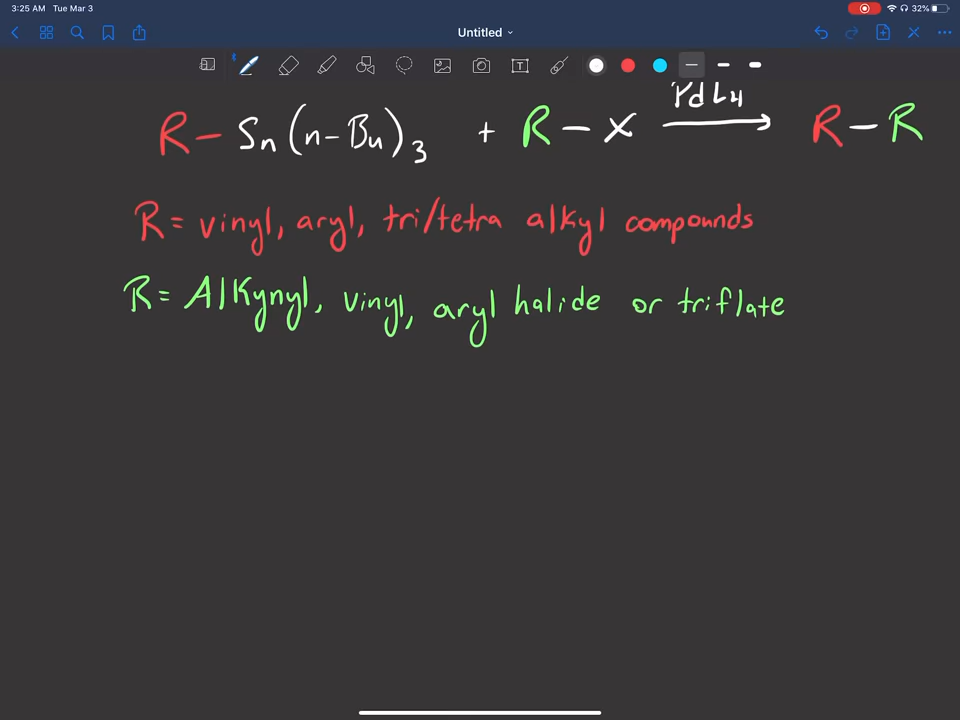 3:25 AM Tue Mar 3 32%
Untitled
T
PdL4
R - Sn(n-Bu)3 + R - X R - R
R = vinyl, aryl, tri/tetra alkyl compounds
R = Alkynyl, vinyl, aryl halide or triflate